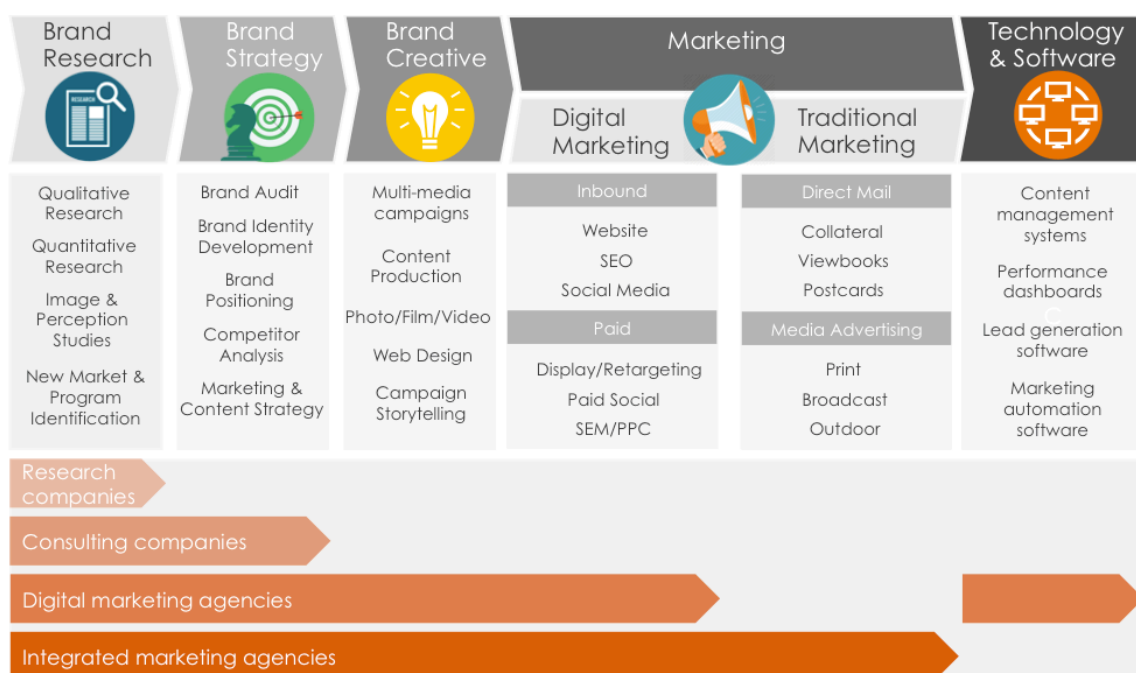 Brand
Research
RESEARCH
Brand
Strategy
Brand
Creative
Marketing
Digital
Marketing
Traditional
Marketing
Technology
& Software
Qualitative
Research
Quantitative
Research
Image &
Perception
Studies
New Market &
Program
Identification
Brand Audit
Brand Identity
Development
Brand
Positioning
Competitor
Analysis
Marketing &
Content Strategy
Multi-media
campaigns
Content
Production
Photo/Film/Video
Web Design
Campaign
Storytelling
Inbound
Website
SEO
Social Media
Paid
Display/Retargeting
Paid Social
SEM/PPC
Direct Mail
Collateral
Viewbooks
Postcards
Media Advertising
Print
Broadcast
Outdoor
Content
management
systems
Performance
dashboards
C
Lead generation
software
Marketing
automation
software
Research
companies
Consulting companies
Digital marketing agencies
Integrated marketing agencies